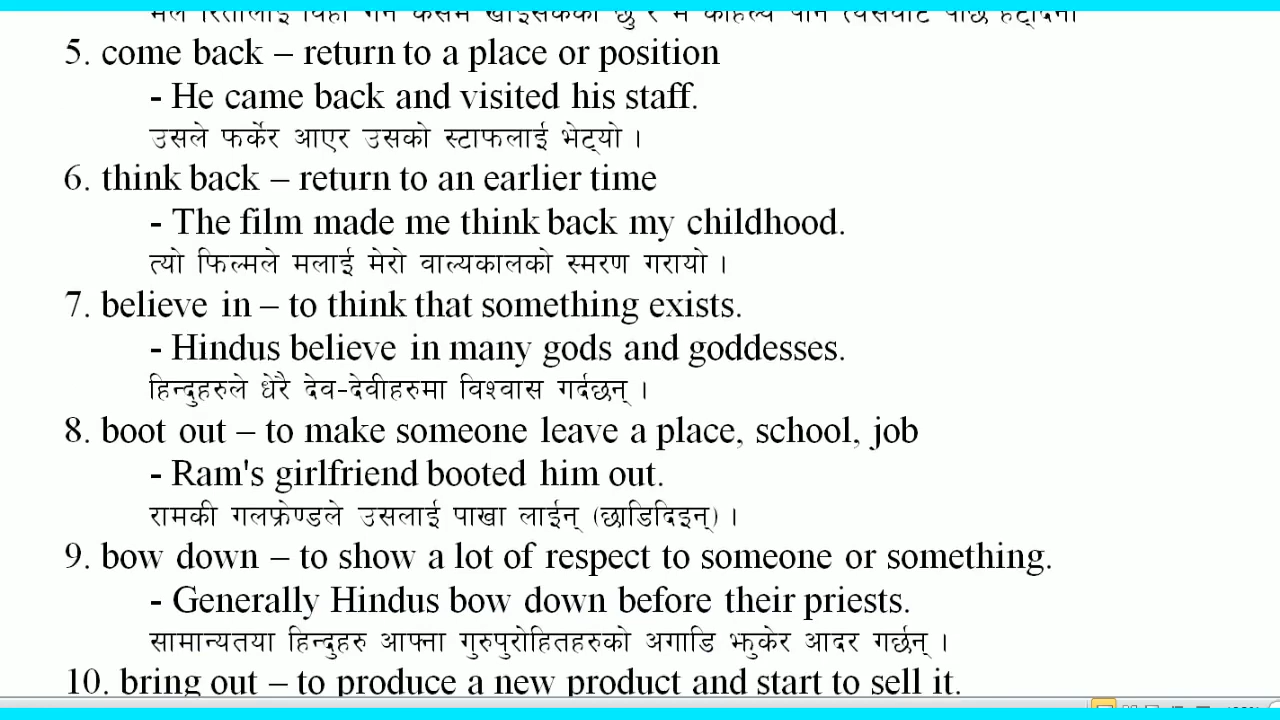 5. come back – return to a place or position
- He came back and visited his staff.
उसले फर्केर आएर उसको स्टाफलाई भेट्यो ।
6. think back – return to an earlier time
- The film made me think back my childhood.
त्यो फिल्मले मलाई मेरो वाल्यकालको स्मरण गरायो ।
7. believe in – to think that something exists.
- Hindus believe in many gods and goddesses.
हिन्दुहरुले धेरै देव-देवीहरुमा विश्वास गर्दछन् ।
8. boot out – to make someone leave a place, school, job
- Ram's girlfriend booted him out.
रामकी गलफ्रेण्डले उसलाई पाखा लाईन् (छाडिदिइन्) ।
9. bow down – to show a lot of respect to someone or something.
- Generally Hindus bow down before their priests.
सामान्यतया हिन्दुहरु आफ्ना गुरुपुरोहितहरुको अगाडि झुकेर आदर गर्छन् ।
10. bring out – to produce a new product and start to sell it.